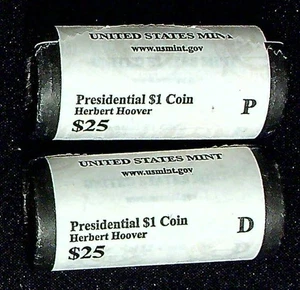 UNITED STATES MINT
www.usmint.gov
Presidential $1 Coin
Herbert Hoover
$25
P
UNITED STATES MINT
www.usmint.gov
Presidential $1 Coin
Herbert Hoover
$25
D